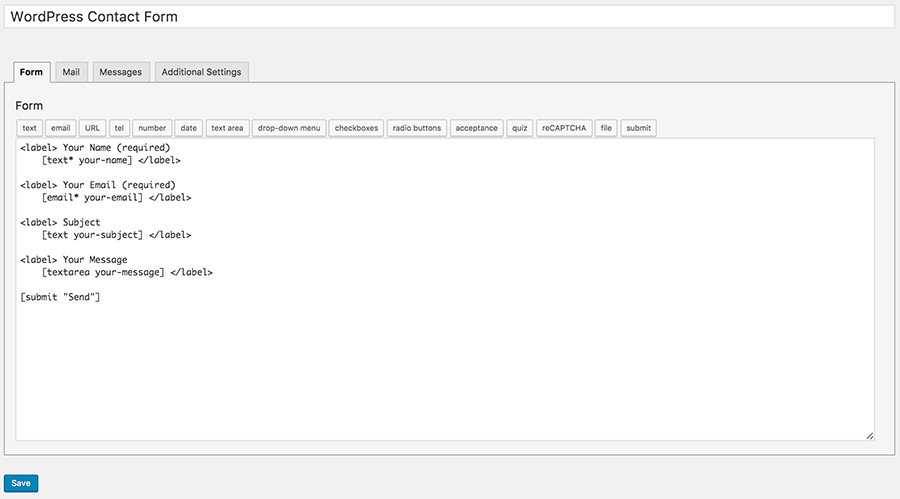 WordPress Contact Form
Form Mail Messages Additional Settings
Form
text email URL tel number date text area drop-down menu checkboxes radio buttons acceptance quiz reCAPTCHA file submit
<label> Your Name (required)
    [text* your-name] </label>
<label> Your Email (required)
    [email* your-email] </label>
<label> Subject
    [text your-subject] </label>
<label> Your Message
    [textarea your-message] </label>
[submit "Send"]
Save